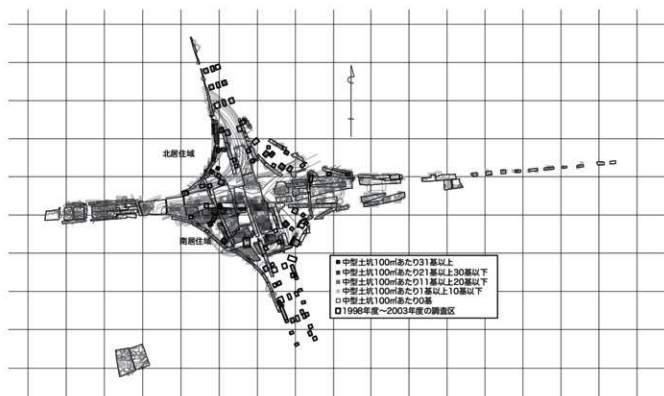 北居住域
南居住域
■中型土坑100㎡あたり31基以上
■中型土坑100㎡あたり21基以上30基以下
■中型土坑100㎡あたり11基以上20基以下
中型土坑100㎡あたり1基以上10基以下
□中型土坑100㎡あたり0基
□1998年度〜2003年度の調査区